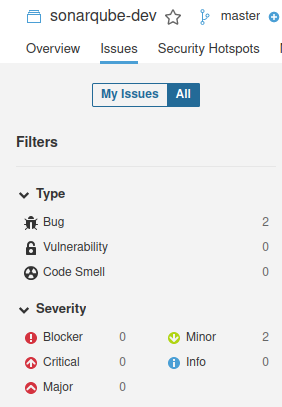 sonarqube-dev master
Overview Issues Security Hotspots
My Issues All
Filters
Type
Bug 2
Vulnerability 0
Code Smell 0
Severity
Blocker 0 Minor 2
Critical 0 Info 0
Major 0